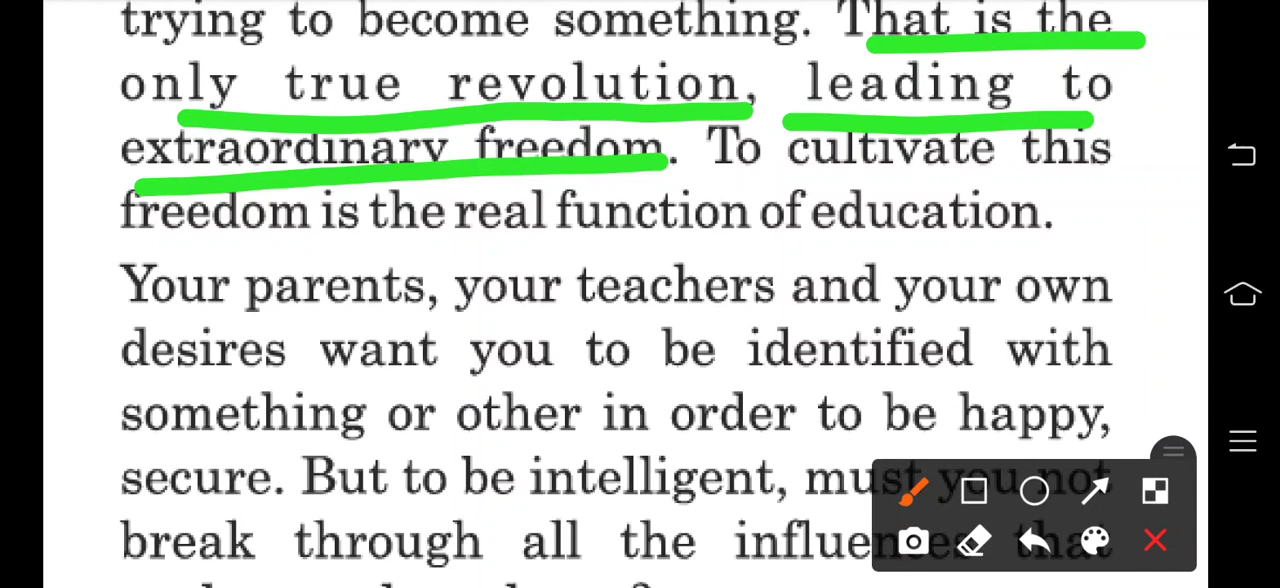 trying to become something. That is the
only true revolution, leading to
extraordinary freedom. To cultivate this
freedom is the real function of education.
Your parents, your teachers and your own
desires want you to be identified with
something or other in order to be happy,
secure. But to be intelligent, must you not
break through all the influences that